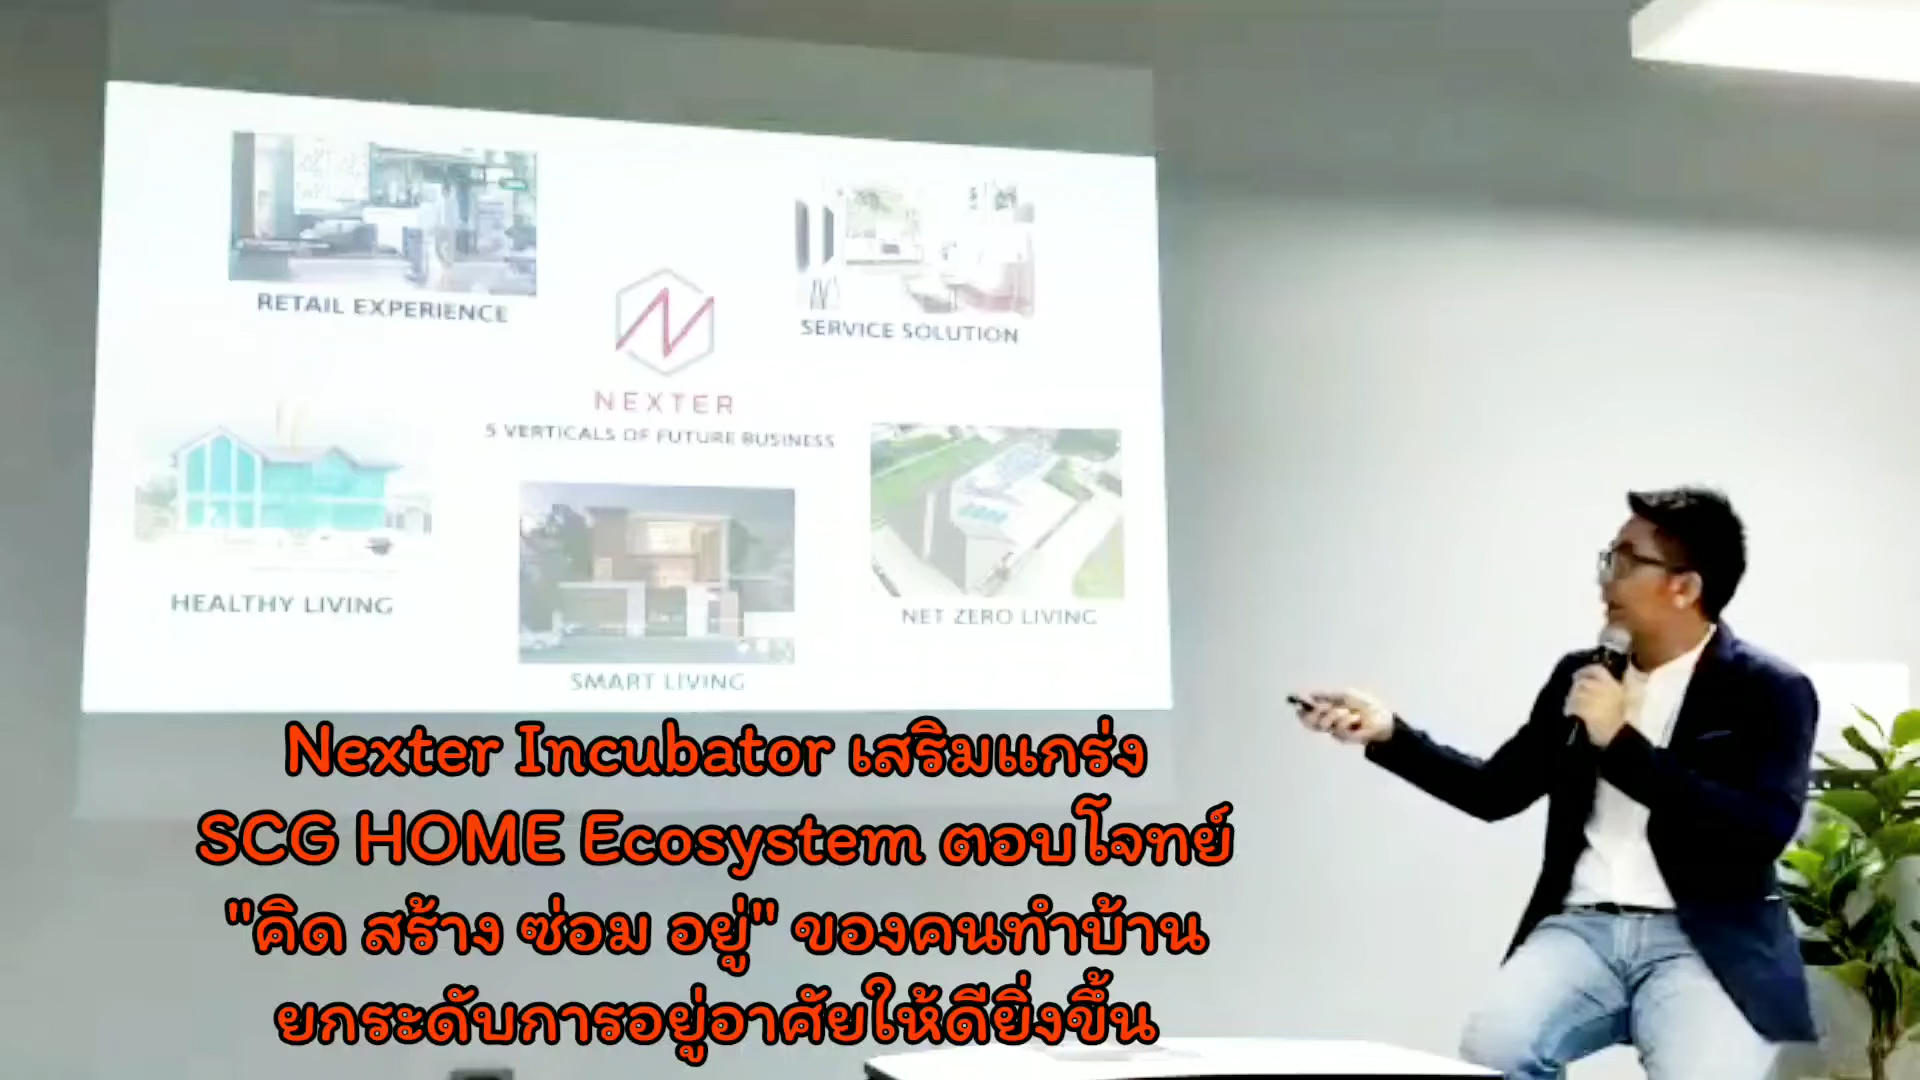 RETAIL EXPERIENCE
SERVICE SOLUTION
NEXTER
5 VERTICALS OF FUTURE BUSINESS
HEALTHY LIVING
SMART LIVING
NET ZERO LIVING
Nexter Incubator เสริมแกร่ง
SCG HOME Ecosystem ตอบโจทย์
"คิด สร้าง ซ่อม อยู่" ของคนทำบ้าน
ยกระดับการอยู่อาศัยให้ดียิ่งขึ้น